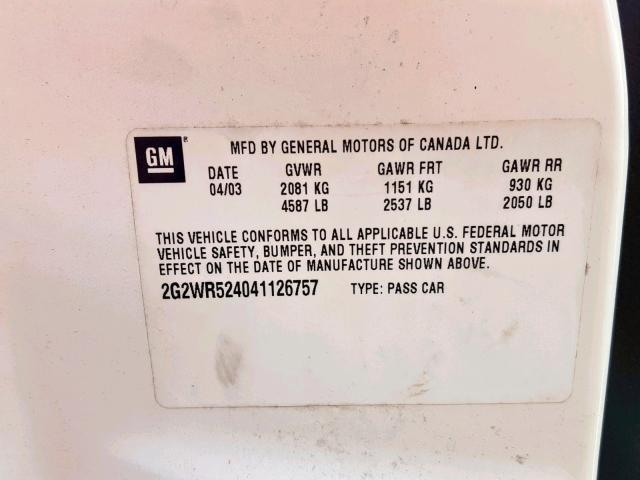 GM
MFD BY GENERAL MOTORS OF CANADA LTD.
DATE GVWR GAWR FRT GAWR RR
04/03 2081 KG 1151 KG 930 KG
4587 LB 2537 LB 2050 LB
THIS VEHICLE CONFORMS TO ALL APPLICABLE U.S. FEDERAL MOTOR
VEHICLE SAFETY, BUMPER, AND THEFT PREVENTION STANDARDS IN
EFFECT ON THE DATE OF MANUFACTURE SHOWN ABOVE.
2G2WR524041126757 TYPE: PASS CAR